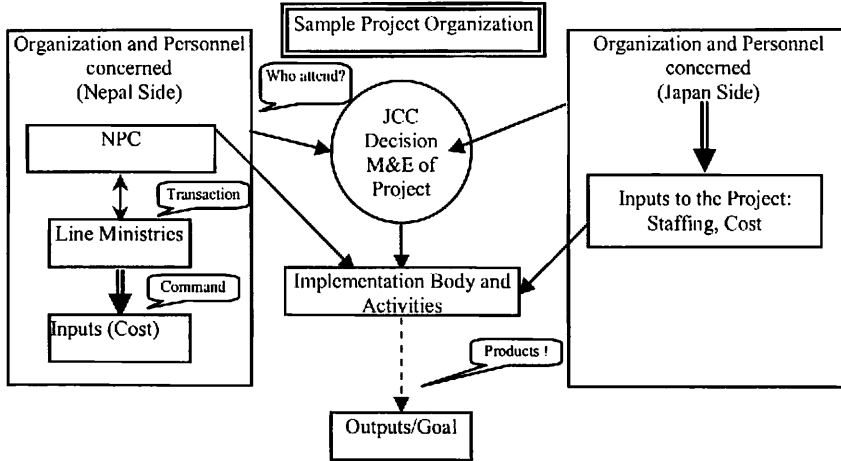 Sample Project Organization
Organization and Personnel
concerned
(Nepal Side)
NPC
Transaction
Line Ministries
Command
Inputs (Cost)
Who attend?
JCC
Decision
M&E of
Project
Implementation Body and
Activities
Products !
Outputs/Goal
Organization and Personnel
concerned
(Japan Side)
Inputs to the Project:
Staffing, Cost